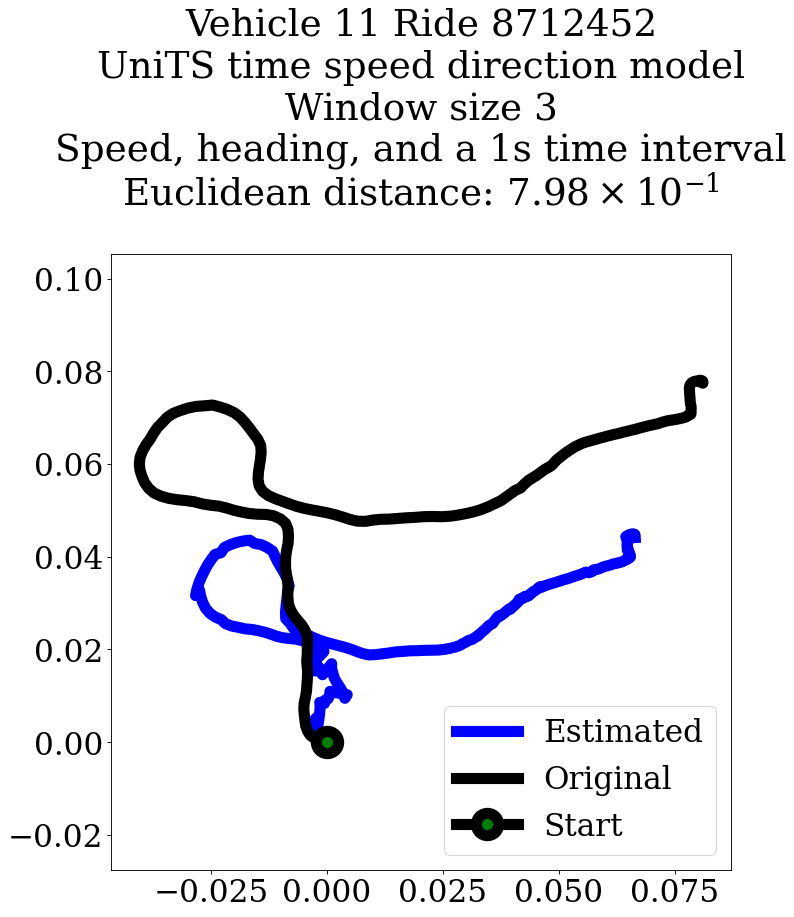 Vehicle 11 Ride 8712452
UniTS time speed direction model
Window size 3
Speed, heading, and a 1s time interval
Euclidean distance: 7.98 × 10⁻¹
0.10
0.08
0.06
0.04
0.02
0.00
−0.02
Estimated
Original
Start
−0.025 0.000 0.025 0.050 0.075